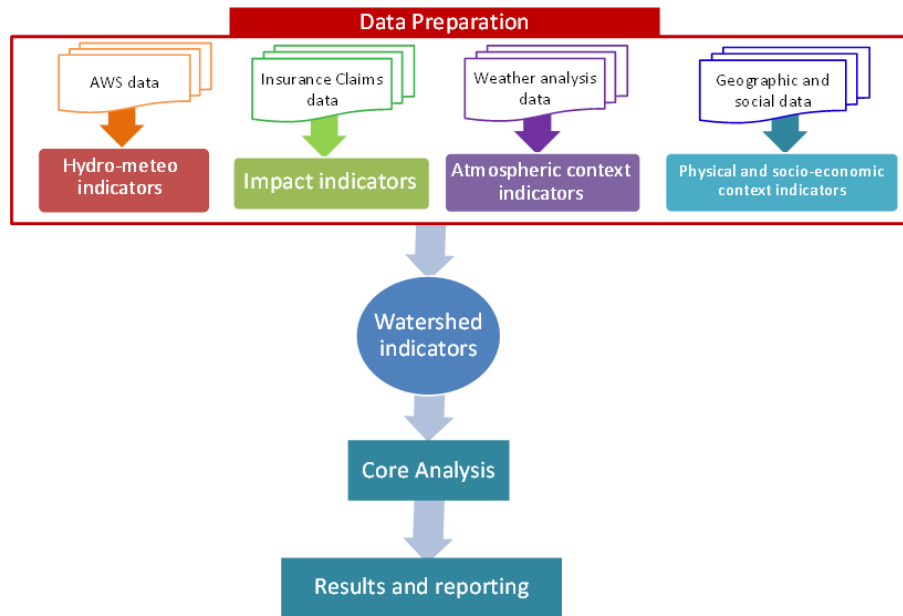 Data Preparation
AWS data
Insurance Claims
data
Weather analysis
data
Geographic and
social data
Hydro-meteo
indicators
Impact indicators
Atmospheric context
indicators
Physical and socio-economic
context indicators
Watershed
indicators
Core Analysis
Results and reporting